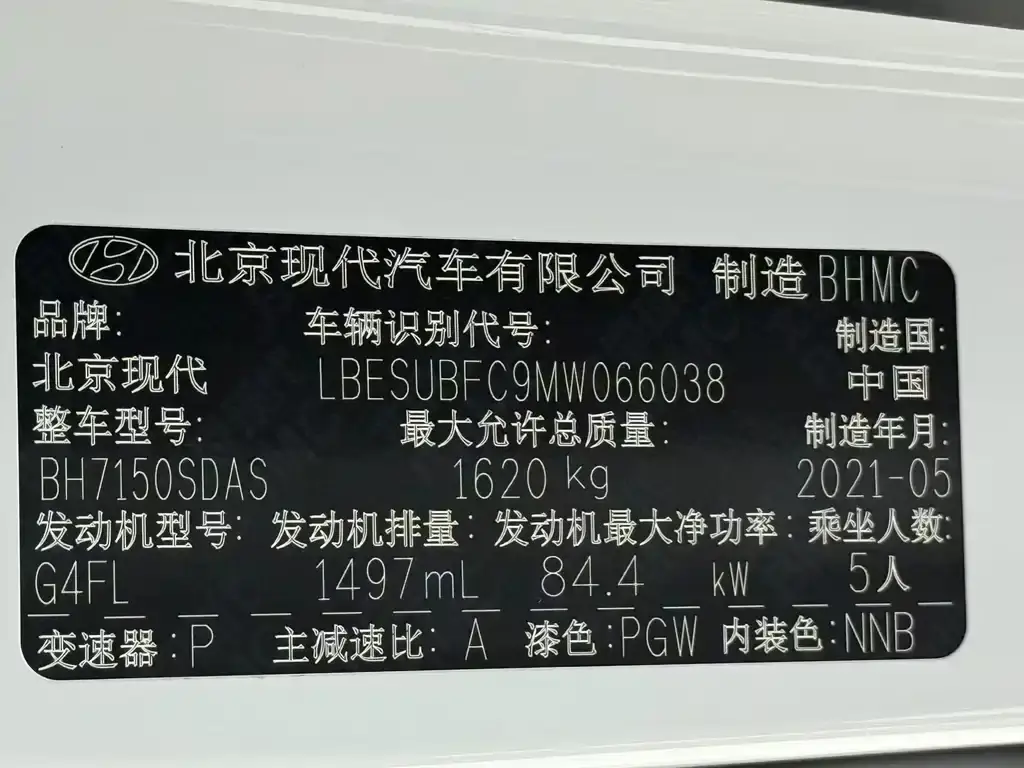 北京现代汽车有限公司 制造 BHMC
品牌: 车辆识别代号: 制造国:
北京现代 LBESUBFC9MW066038 中国
整车型号: 最大允许总质量: 制造年月:
BH7150SDAS 1620 kg 2021-05
发动机型号: 发动机排量: 发动机最大净功率: 乘坐人数:
G4FL 1497mL 84.4 kW 5人
变速器:P 主减速比: A 漆色:PGW 内装色:NNB